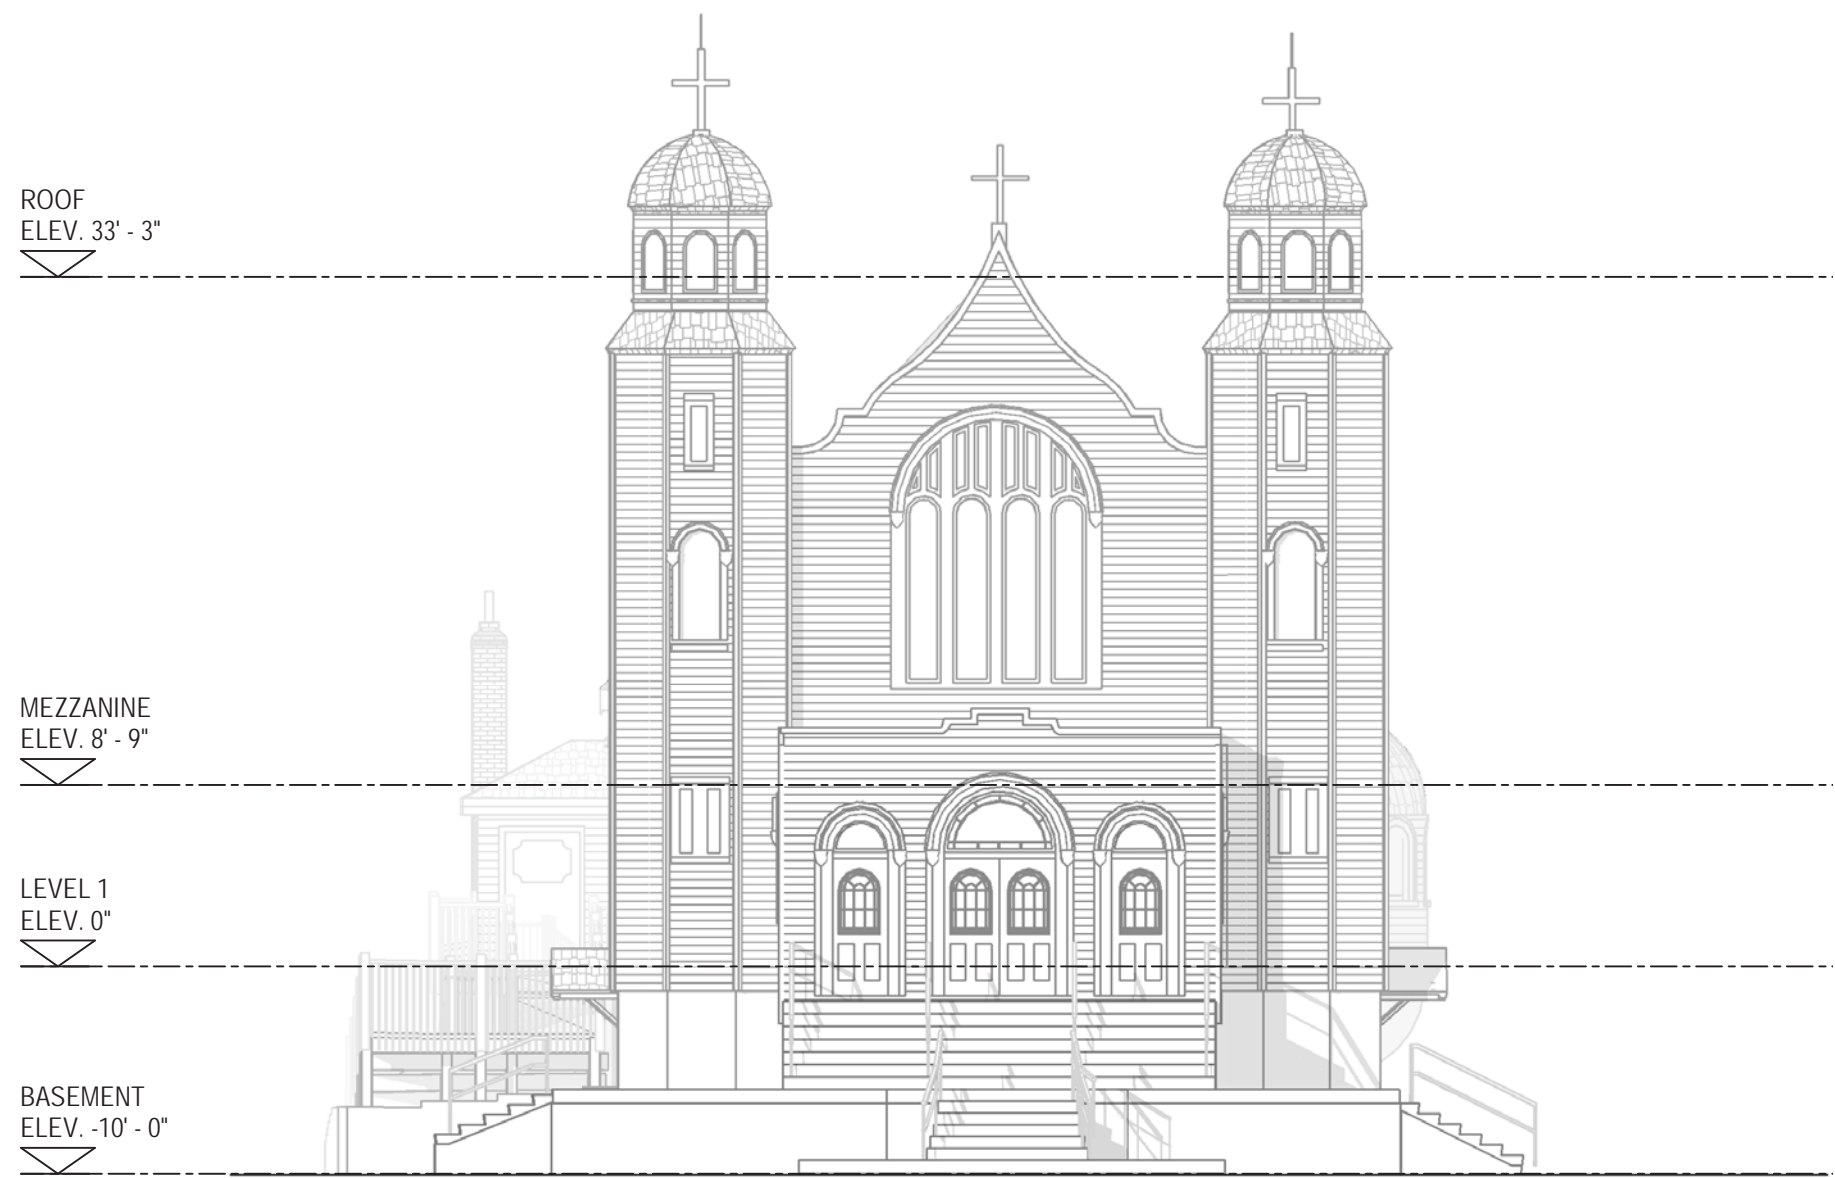 ROOF
ELEV. 33' - 3"
MEZZANINE
ELEV. 8' - 9"
LEVEL 1
ELEV. 0"
BASEMENT
ELEV. -10' - 0"